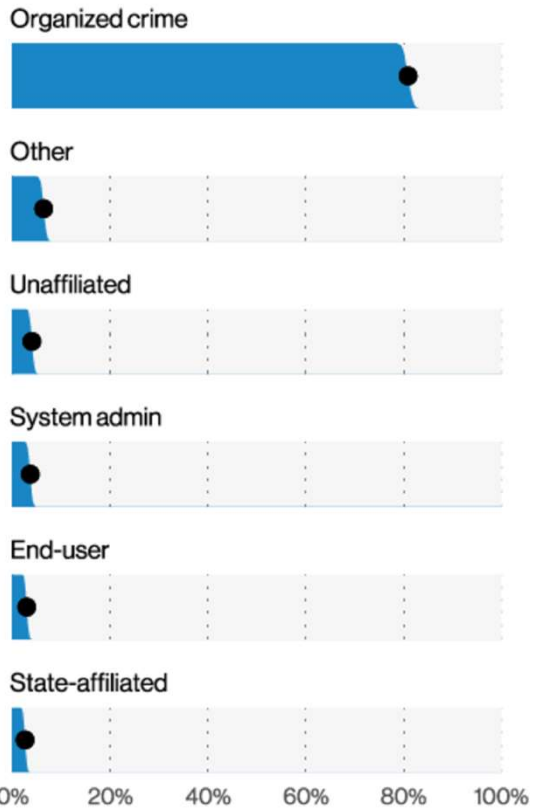 Organized crime
Other
Unaffiliated
System admin
End-user
State-affiliated
0% 20% 40% 60% 80% 100%